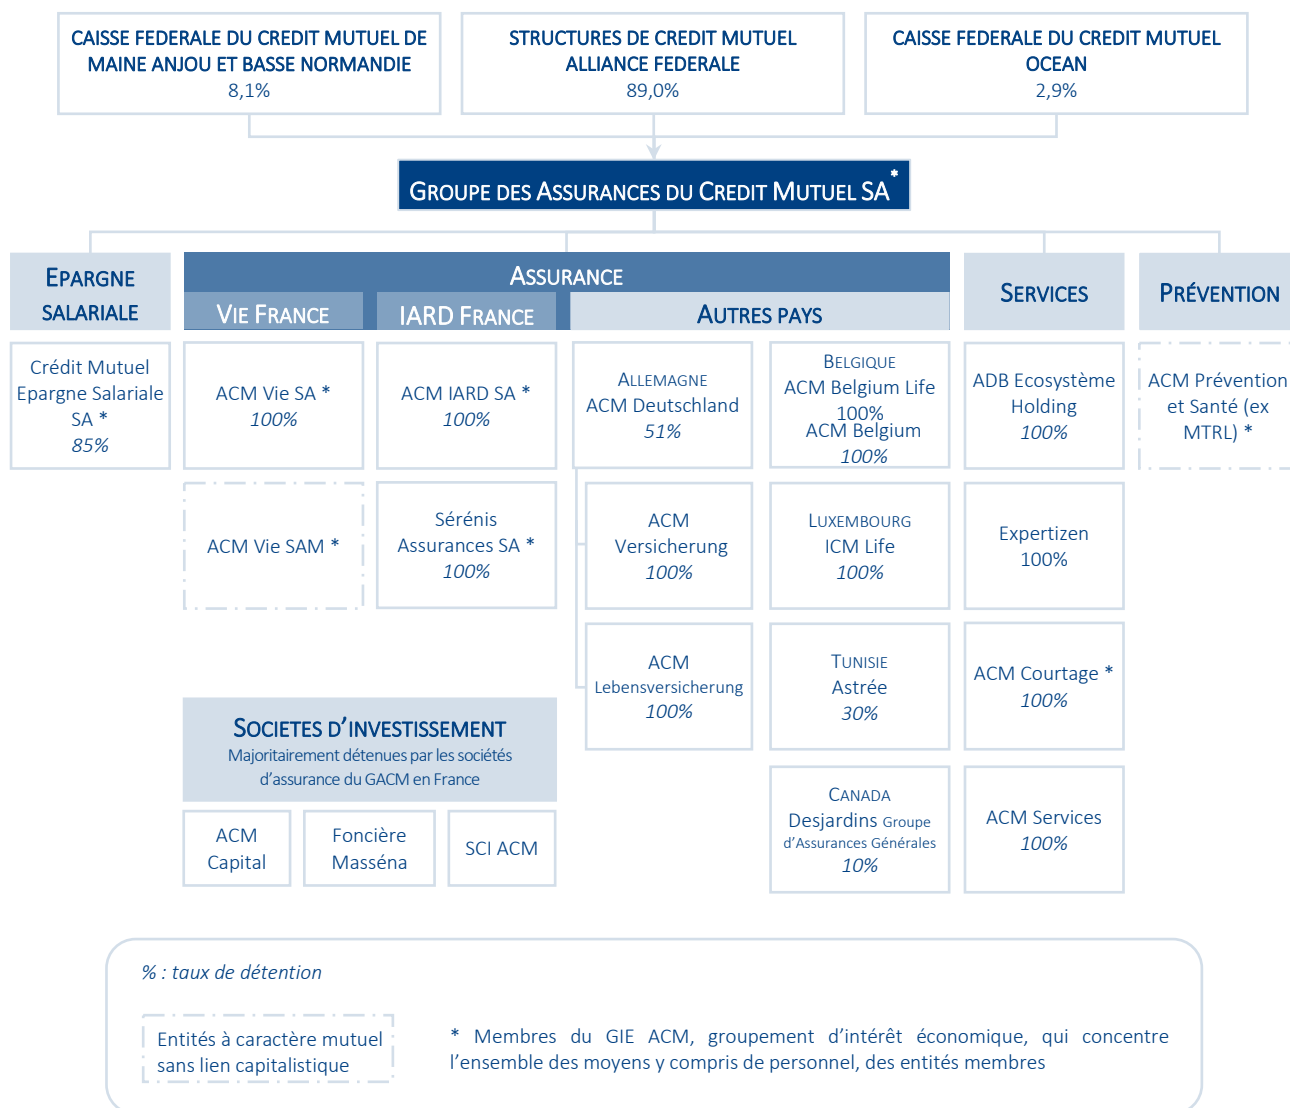 CAISSE FEDERALE DU CREDIT MUTUEL DE
MAINE ANJOU ET BASSE NORMANDIE
8,1%
STRUCTURES DE CREDIT MUTUEL
ALLIANCE FEDERALE
89,0%
CAISSE FEDERALE DU CREDIT MUTUEL
OCEAN
2,9%
GROUPE DES ASSURANCES DU CREDIT MUTUEL SA*
EPARGNE
SALARIALE
ASSURANCE
VIE FRANCE
IARD FRANCE
AUTRES PAYS
SERVICES
PRÉVENTION
Crédit Mutuel
Epargne Salariale
SA *
85%
ACM Vie SA *
100%
ACM IARD SA *
100%
ALLEMAGNE
ACM Deutschland
51%
BELGIQUE
ACM Belgium Life
100%
ACM Belgium
100%
ADB Ecosystème
Holding
100%
ACM Prévention
et Santé (ex
MTRL) *
ACM Vie SAM *
Sérénis
Assurances SA *
100%
ACM
Versicherung
100%
LUXEMBOURG
ICM Life
100%
Expertizen
100%
ACM
Lebensversicherung
100%
TUNISIE
Astrée
30%
ACM Courtage *
100%
SOCIETES D'INVESTISSEMENT
Majoritairement détenues par les sociétés
d'assurance du GACM en France
ACM
Capital
Foncière
Masséna
SCI ACM
CANADA
Desjardins Groupe
d'Assurances Générales
10%
ACM Services
100%
% : taux de détention
Entités à caractère mutuel
sans lien capitalistique
* Membres du GIE ACM, groupement d'intérêt économique, qui concentre
l'ensemble des moyens y compris de personnel, des entités membres